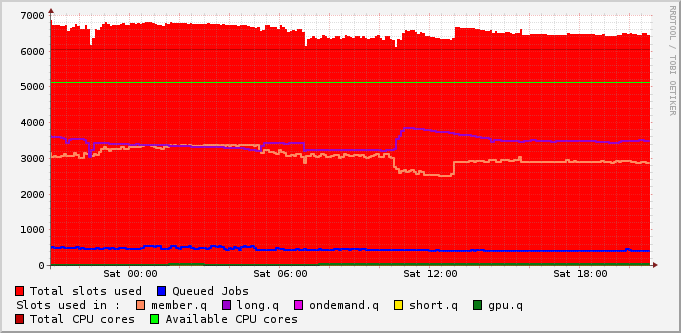 7000
6000
5000
4000
3000
2000
1000
0
Sat 00:00 Sat 06:00 Sat 12:00 Sat 18:00
Total slots used Queued Jobs
Slots used in : member.q long.q ondemand.q short.q gpu.q
Total CPU cores Available CPU cores
RRDTOOL / TOBI OETIKER